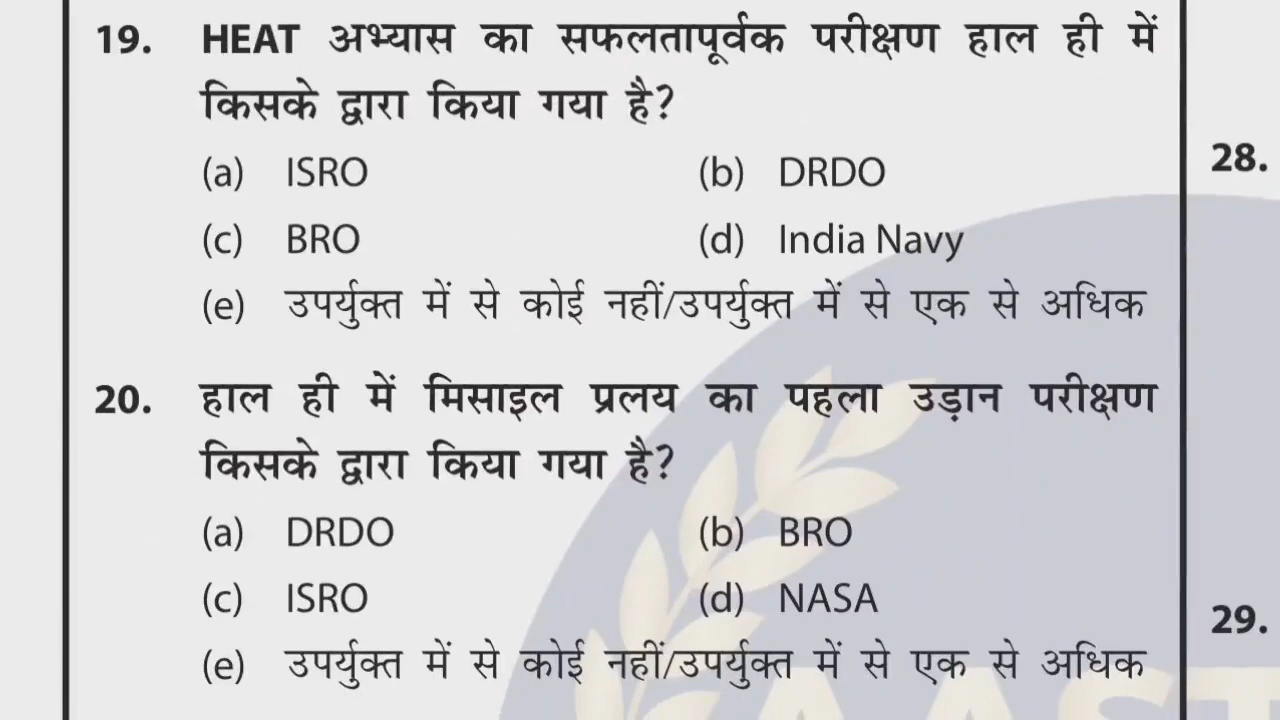 19. HEAT अभ्यास का सफलतापूर्वक परीक्षण हाल ही में
किसके द्वारा किया गया है?
(a) ISRO (b) DRDO
(c) BRO (d) India Navy
(e) उपर्युक्त में से कोई नहीं/उपर्युक्त में से एक से अधिक
20. हाल ही में मिसाइल प्रलय का पहला उड़ान परीक्षण
किसके द्वारा किया गया है?
(a) DRDO (b) BRO
(c) ISRO (d) NASA
(e) उपर्युक्त में से कोई नहीं/उपर्युक्त में से एक से अधिक
28.
29.